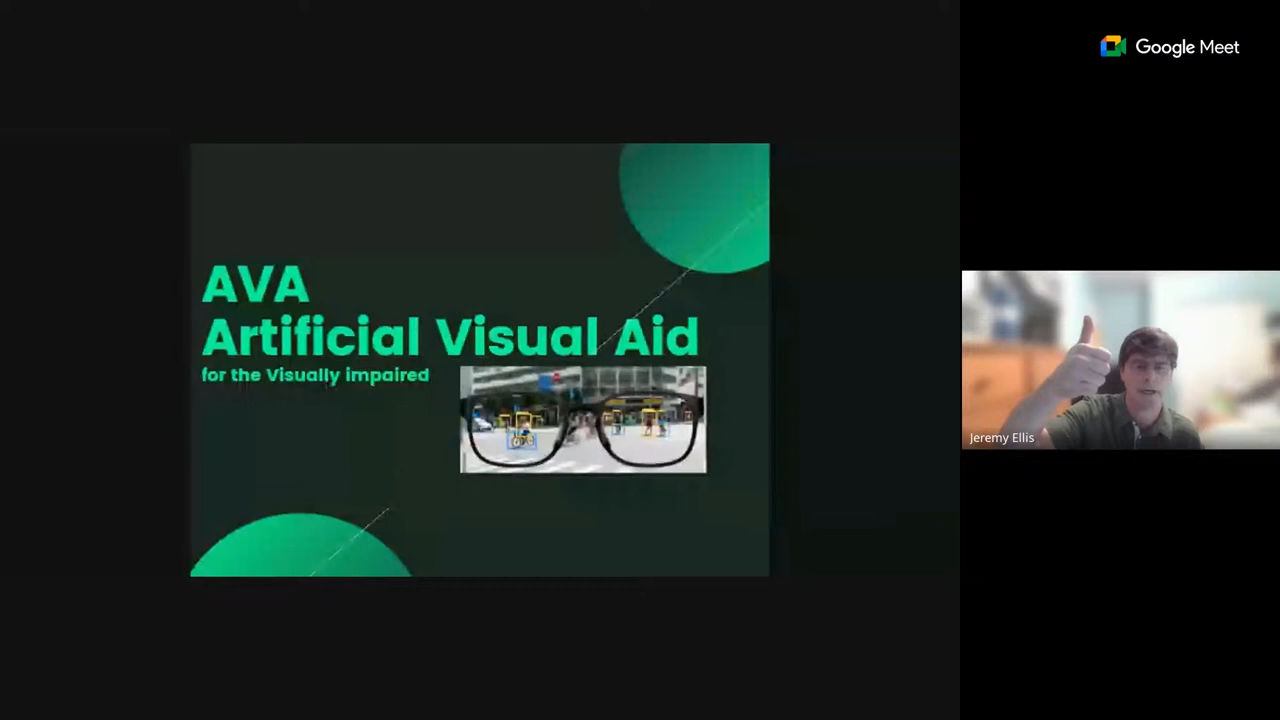 Google Meet
AVA
Artificial Visual Aid
for the Visually impaired
Jeremy Ellis